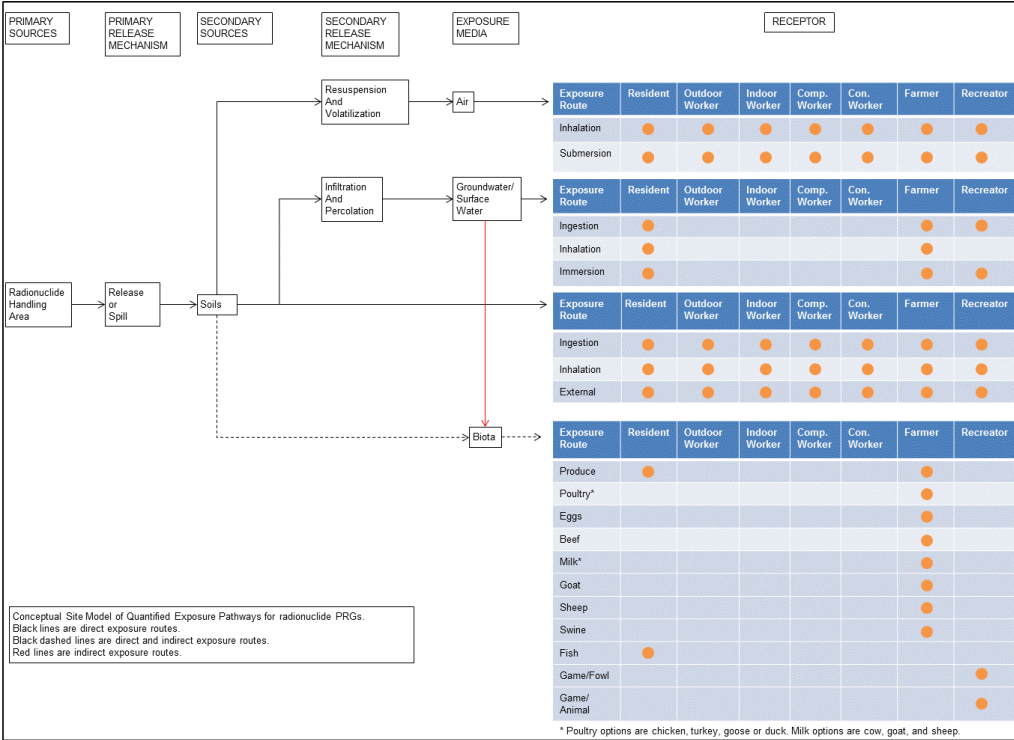 PRIMARY
SOURCES
PRIMARY
RELEASE
MECHANISM
SECONDARY
SOURCES
SECONDARY
RELEASE
MECHANISM
EXPOSURE
MEDIA
RECEPTOR
Resuspension
And
Volatilization
Air
Exposure
Route
Resident
Outdoor
Worker
Indoor
Worker
Comp.
Worker
Con.
Worker
Farmer
Recreator
Inhalation
Submersion
Infiltration
And
Percolation
Groundwater/
Surface
Water
Exposure
Route
Resident
Outdoor
Worker
Indoor
Worker
Comp.
Worker
Con.
Worker
Farmer
Recreator
Ingestion
Inhalation
Immersion
Radionuclide
Handling
Area
Release
or
Spill
Soils
Exposure
Route
Resident
Outdoor
Worker
Indoor
Worker
Comp.
Worker
Con.
Worker
Farmer
Recreator
Ingestion
Inhalation
External
Biota
Exposure
Route
Resident
Outdoor
Worker
Indoor
Worker
Comp.
Worker
Con.
Worker
Farmer
Recreator
Produce
Poultry*
Eggs
Beef
Milk*
Goat
Sheep
Swine
Fish
Game/Fowl
Game/
Animal
Conceptual Site Model of Quantified Exposure Pathways for radionuclide PRGs.
Black lines are direct exposure routes.
Black dashed lines are direct and indirect exposure routes.
Red lines are indirect exposure routes.
* Poultry options are chicken, turkey, goose or duck. Milk options are cow, goat, and sheep.